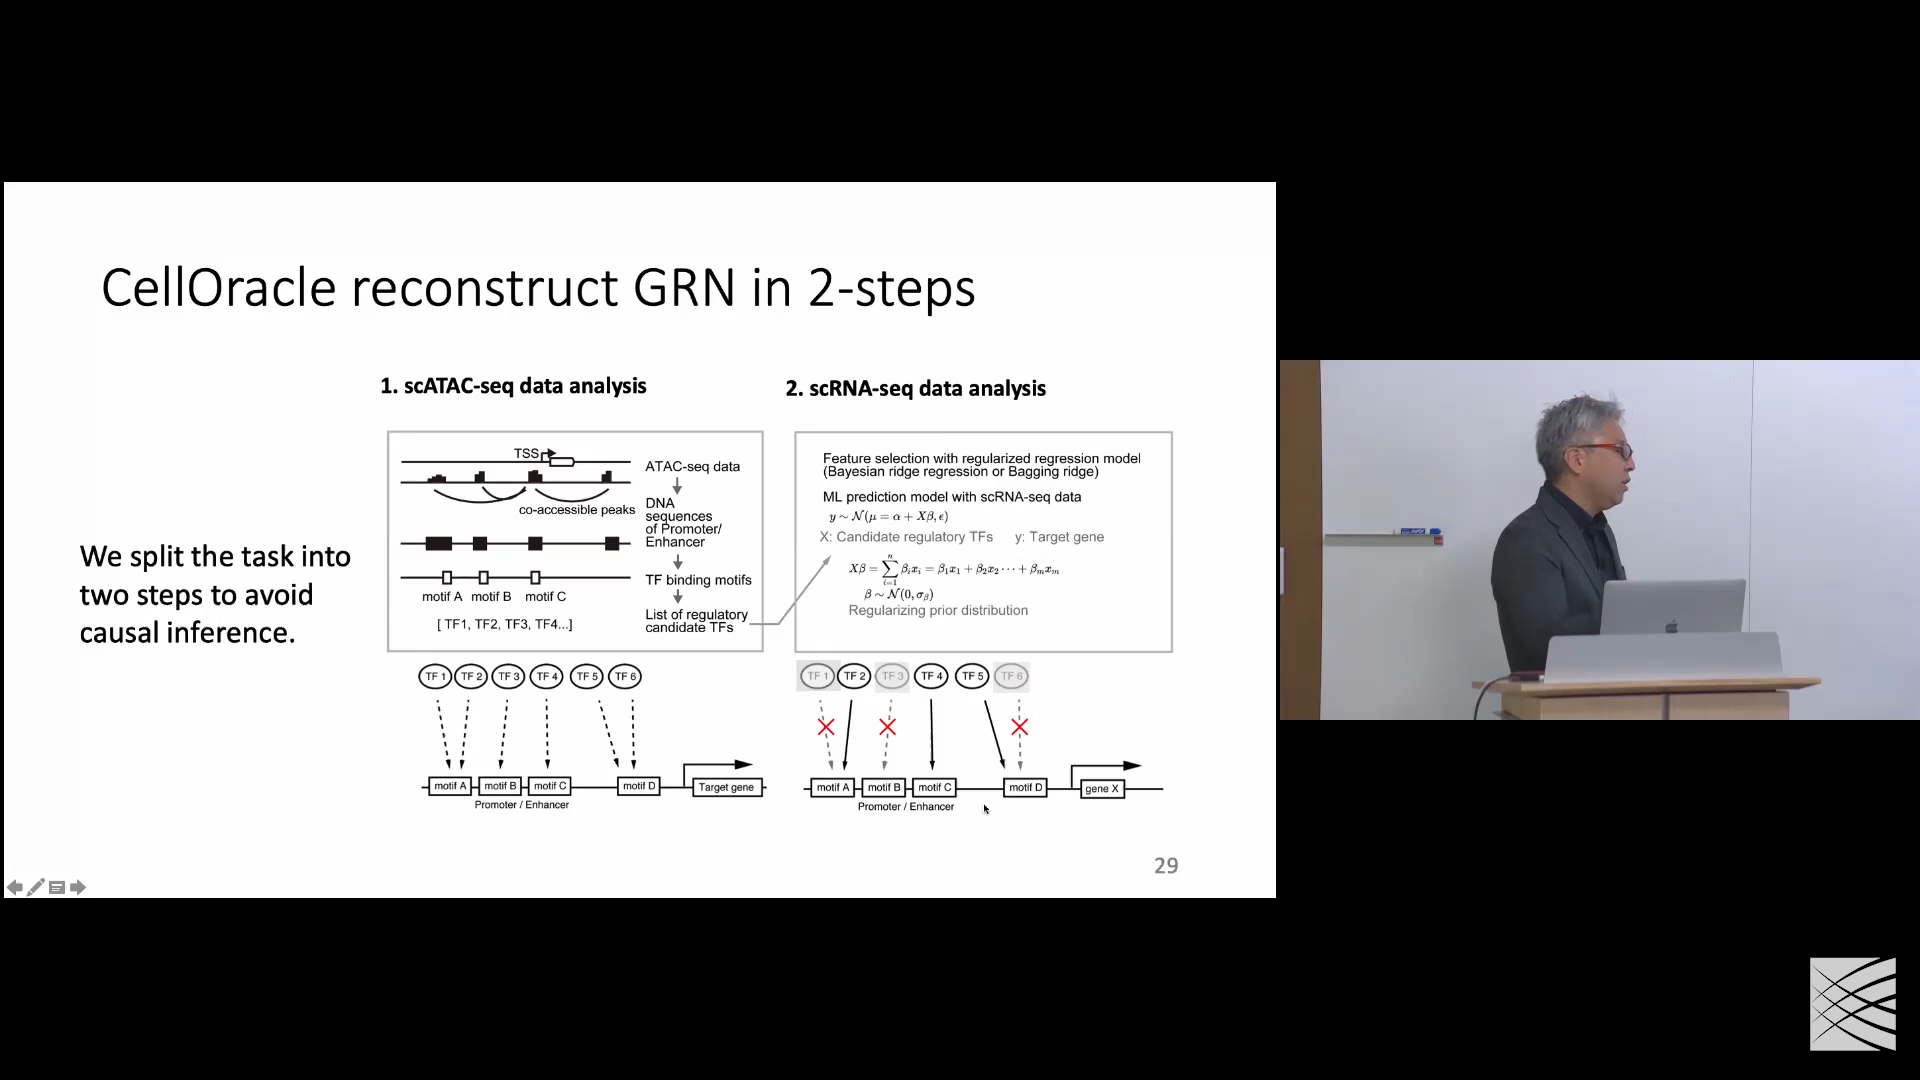 CellOracle reconstruct GRN in 2-steps
1. scATAC-seq data analysis
2. scRNA-seq data analysis
We split the task into
two steps to avoid
causal inference.
TSS
co-accessible peaks
motif A motif B motif C
[ TF1, TF2, TF3, TF4...]
ATAC-seq data
DNA
sequences
of Promoter/
Enhancer
TF binding motifs
List of regulatory
candidate TFs
Feature selection with regularized regression model
(Bayesian ridge regression or Bagging ridge)
ML prediction model with scRNA-seq data
y ~ 𝒩(μ = α + Xβ, ϵ)
X: Candidate regulatory TFs y: Target gene
Xβ = ∑ⁿᵢ₌₁ βᵢxᵢ = β₁x₁ + β₂x₂ ⋯ + βₘxₘ
β ~ 𝒩(0, σᵦ)
Regularizing prior distribution
TF 1 TF 2 TF 3 TF 4 TF 5 TF 6
motif A motif B motif C motif D Target gene
Promoter / Enhancer
TF 1 TF 2 TF 3 TF 4 TF 5 TF 6
motif A motif B motif C motif D gene X
Promoter / Enhancer
29